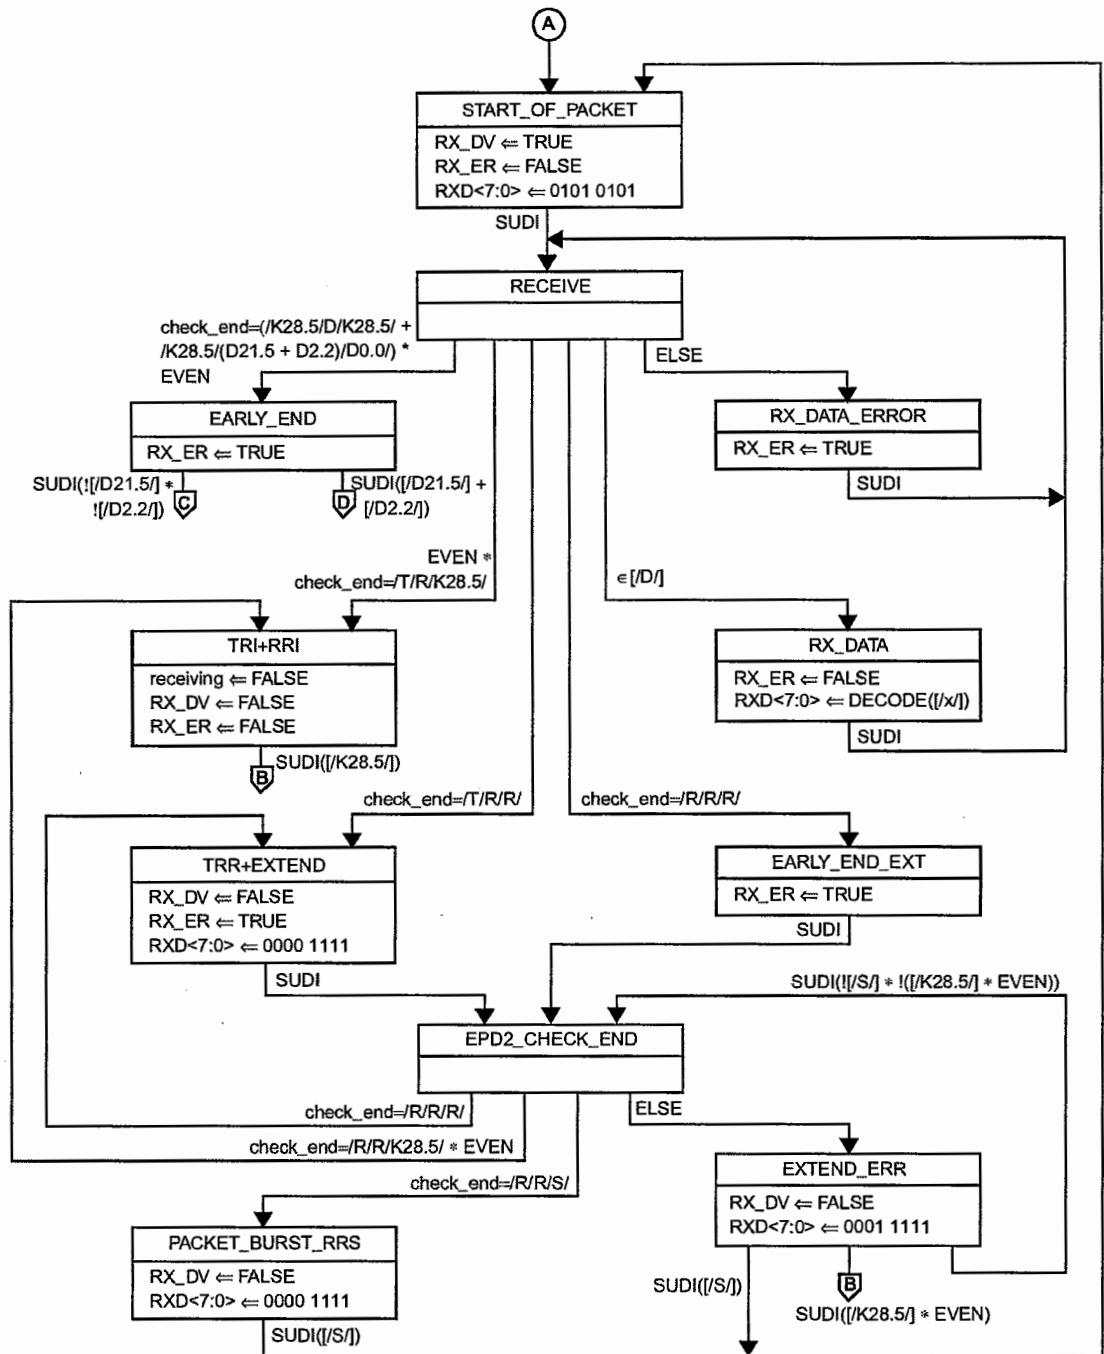 A
START_OF_PACKET
RX_DV ⇐ TRUE
RX_ER ⇐ FALSE
RXD<7:0> ⇐ 0101 0101
SUDI
RECEIVE
check_end=(/K28.5/D/K28.5/ +
/K28.5/(D21.5 + D2.2)/D0.0/) *
EVEN
ELSE
EARLY_END
RX_ER ⇐ TRUE
SUDI(![/D21.5/] *
![/D2.2/])
C
SUDI([/D21.5/] +
[/D2.2/])
D
RX_DATA_ERROR
RX_ER ⇐ TRUE
SUDI
EVEN *
check_end=/T/R/K28.5/
∈[/D/]
TRI+RRI
receiving ⇐ FALSE
RX_DV ⇐ FALSE
RX_ER ⇐ FALSE
SUDI([/K28.5/])
B
RX_DATA
RX_ER ⇐ FALSE
RXD<7:0> ⇐ DECODE([/x/])
SUDI
check_end=/T/R/R/
check_end=/R/R/R/
TRR+EXTEND
RX_DV ⇐ FALSE
RX_ER ⇐ TRUE
RXD<7:0> ⇐ 0000 1111
SUDI
EARLY_END_EXT
RX_ER ⇐ TRUE
SUDI
SUDI(![/S/] * !([/K28.5/] * EVEN))
EPD2_CHECK_END
check_end=/R/R/R/
ELSE
check_end=/R/R/K28.5/ * EVEN
check_end=/R/R/S/
EXTEND_ERR
RX_DV ⇐ FALSE
RXD<7:0> ⇐ 0001 1111
PACKET_BURST_RRS
RX_DV ⇐ FALSE
RXD<7:0> ⇐ 0000 1111
SUDI([/S/])
SUDI([/S/])
B
SUDI([/K28.5/] * EVEN)